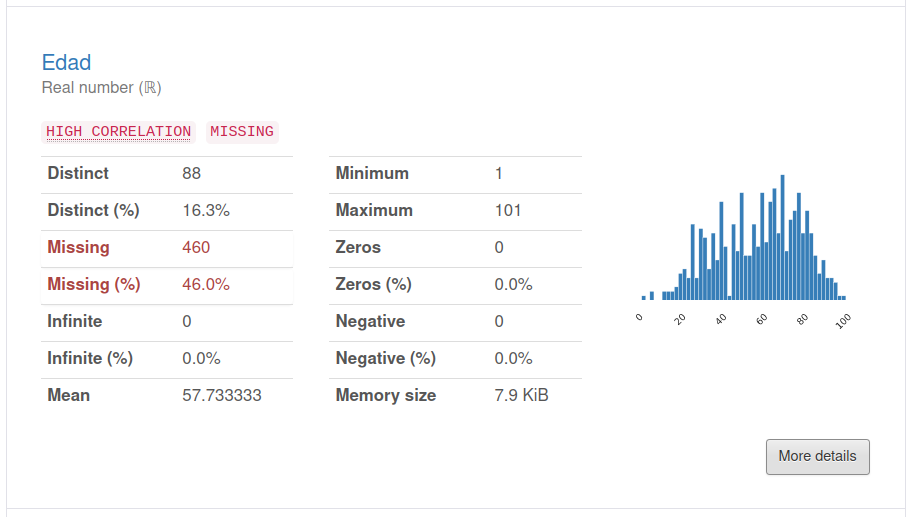 Edad
Real number (ℝ)
HIGH CORRELATION MISSING
Distinct 88
Distinct (%) 16.3%
Missing 460
Missing (%) 46.0%
Infinite 0
Infinite (%) 0.0%
Mean 57.733333
Minimum 1
Maximum 101
Zeros 0
Zeros (%) 0.0%
Negative 0
Negative (%) 0.0%
Memory size 7.9 KiB
0 20 40 60 80 100
More details